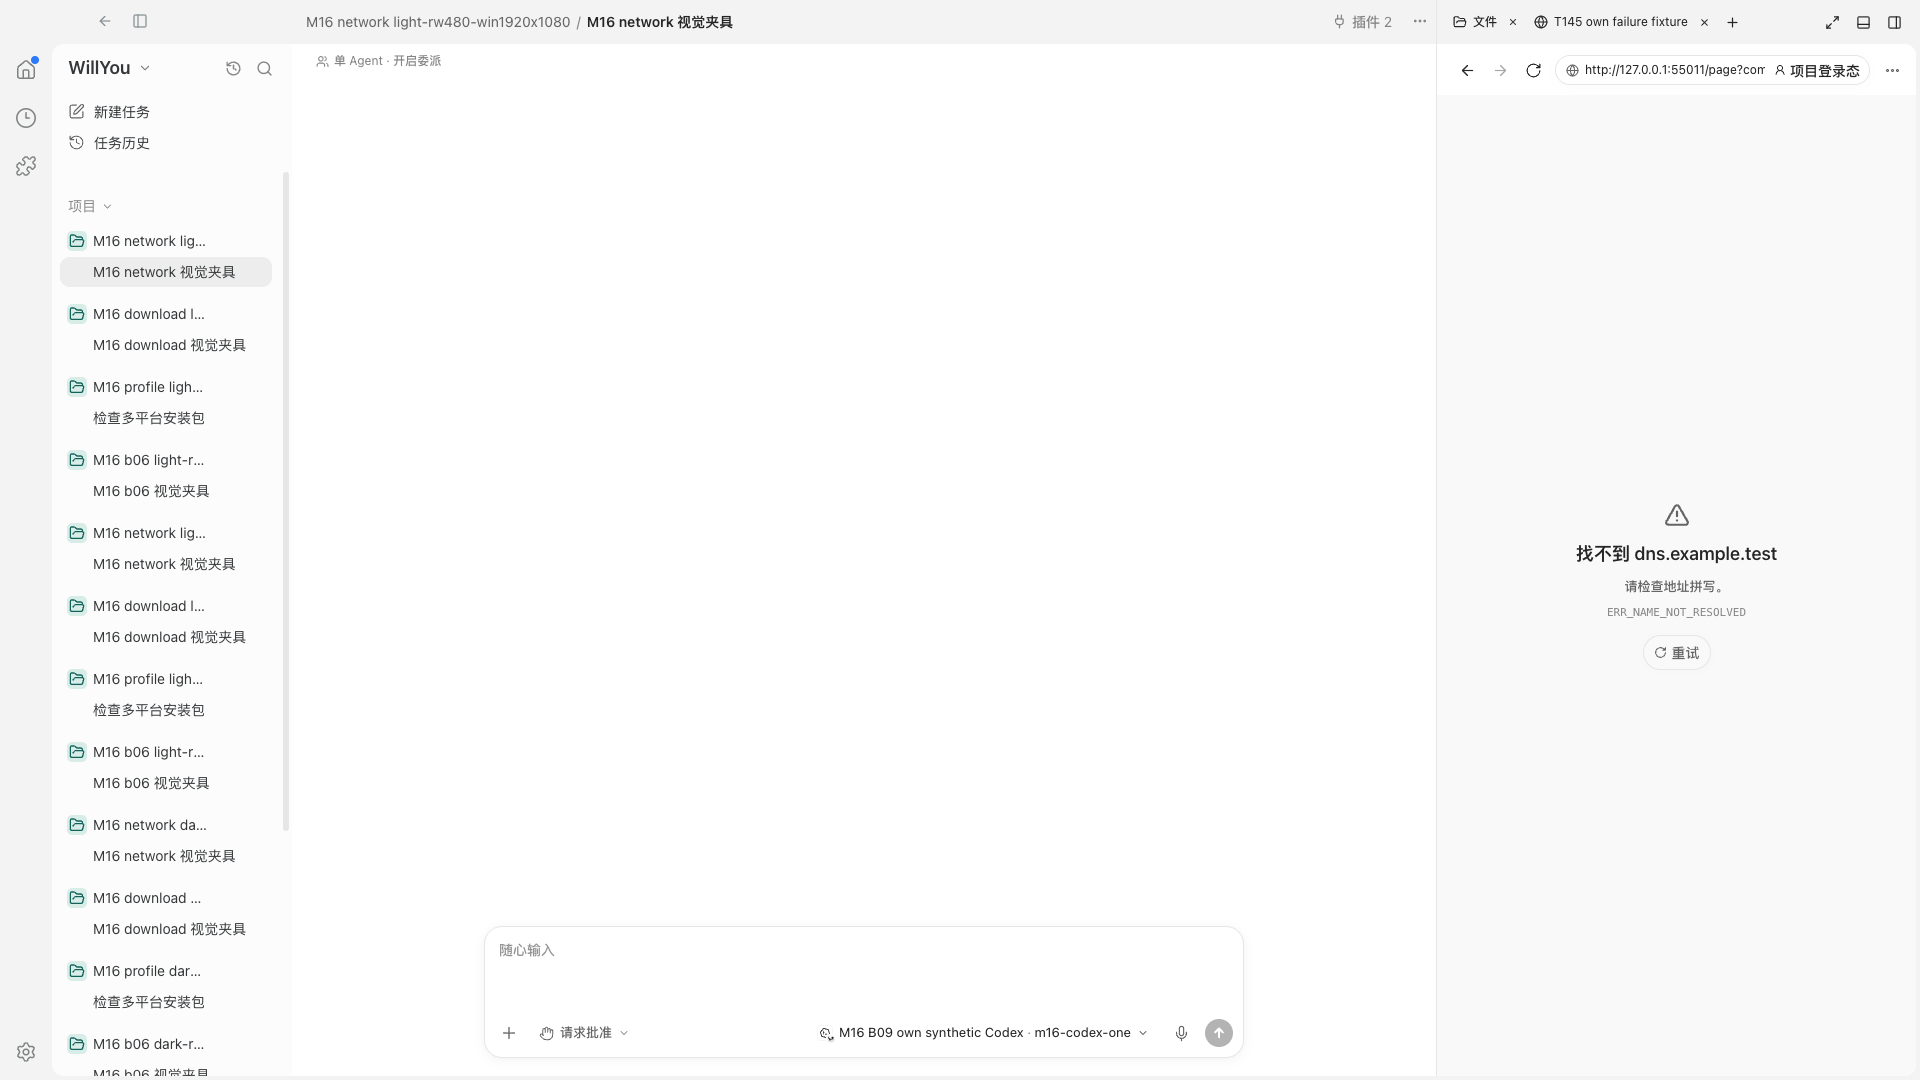 M16 network light-rw480-win1920x1080 / M16 network 视觉夹具
插件 2
文件
T145 own failure fixture
WillYou
新建任务
任务历史
项目
M16 network lig...
M16 network 视觉夹具
M16 download l...
M16 download 视觉夹具
M16 profile ligh...
检查多平台安装包
M16 b06 light-r...
M16 b06 视觉夹具
M16 network lig...
M16 network 视觉夹具
M16 download l...
M16 download 视觉夹具
M16 profile ligh...
检查多平台安装包
M16 b06 light-r...
M16 b06 视觉夹具
M16 network da...
M16 network 视觉夹具
M16 download ...
M16 download 视觉夹具
M16 profile dar...
检查多平台安装包
M16 b06 dark-r...
M16 b06 视觉夹具
单 Agent · 开启委派
随心输入
请求批准
M16 B09 own synthetic Codex · m16-codex-one
http://127.0.0.1:55011/page?com
项目登录态
找不到 dns.example.test
请检查地址拼写。
ERR_NAME_NOT_RESOLVED
重试